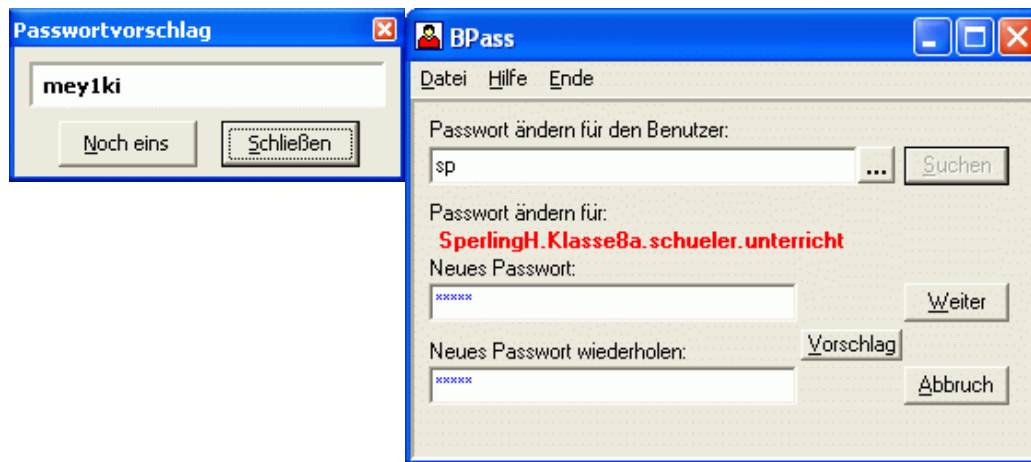 Passwortvorschlag
mey1ki
Noch eins Schließen
BPass
Datei Hilfe Ende
Passwort ändern für den Benutzer:
sp ... Suchen
Passwort ändern für:
SperlingH.Klasse8a.schueler.unterricht
Neues Passwort:
***** Weiter
Vorschlag
Neues Passwort wiederholen:
***** Abbruch